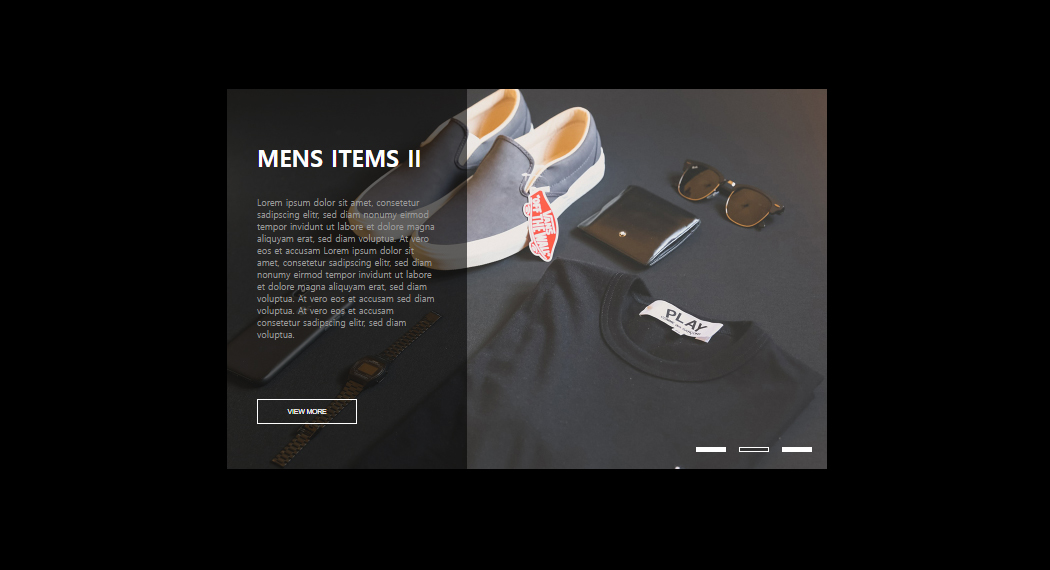 MENS ITEMS II
Lorem ipsum dolor sit amet, consetetur
sadipscing elitr, sed diam nonumy eirmod
tempor invidunt ut labore et dolore magna
aliquyam erat, sed diam voluptua. At vero
eos et accusam Lorem ipsum dolor sit
amet, consetetur sadipscing elitr, sed diam
nonumy eirmod tempor invidunt ut labore
et dolore magna aliquyam erat, sed diam
voluptua. At vero eos et accusam sed diam
voluptua. At vero eos et accusam
consetetur sadipscing elitr, sed diam
voluptua.
VIEW MORE
VANS
"OFF THE WALL"
PLAY